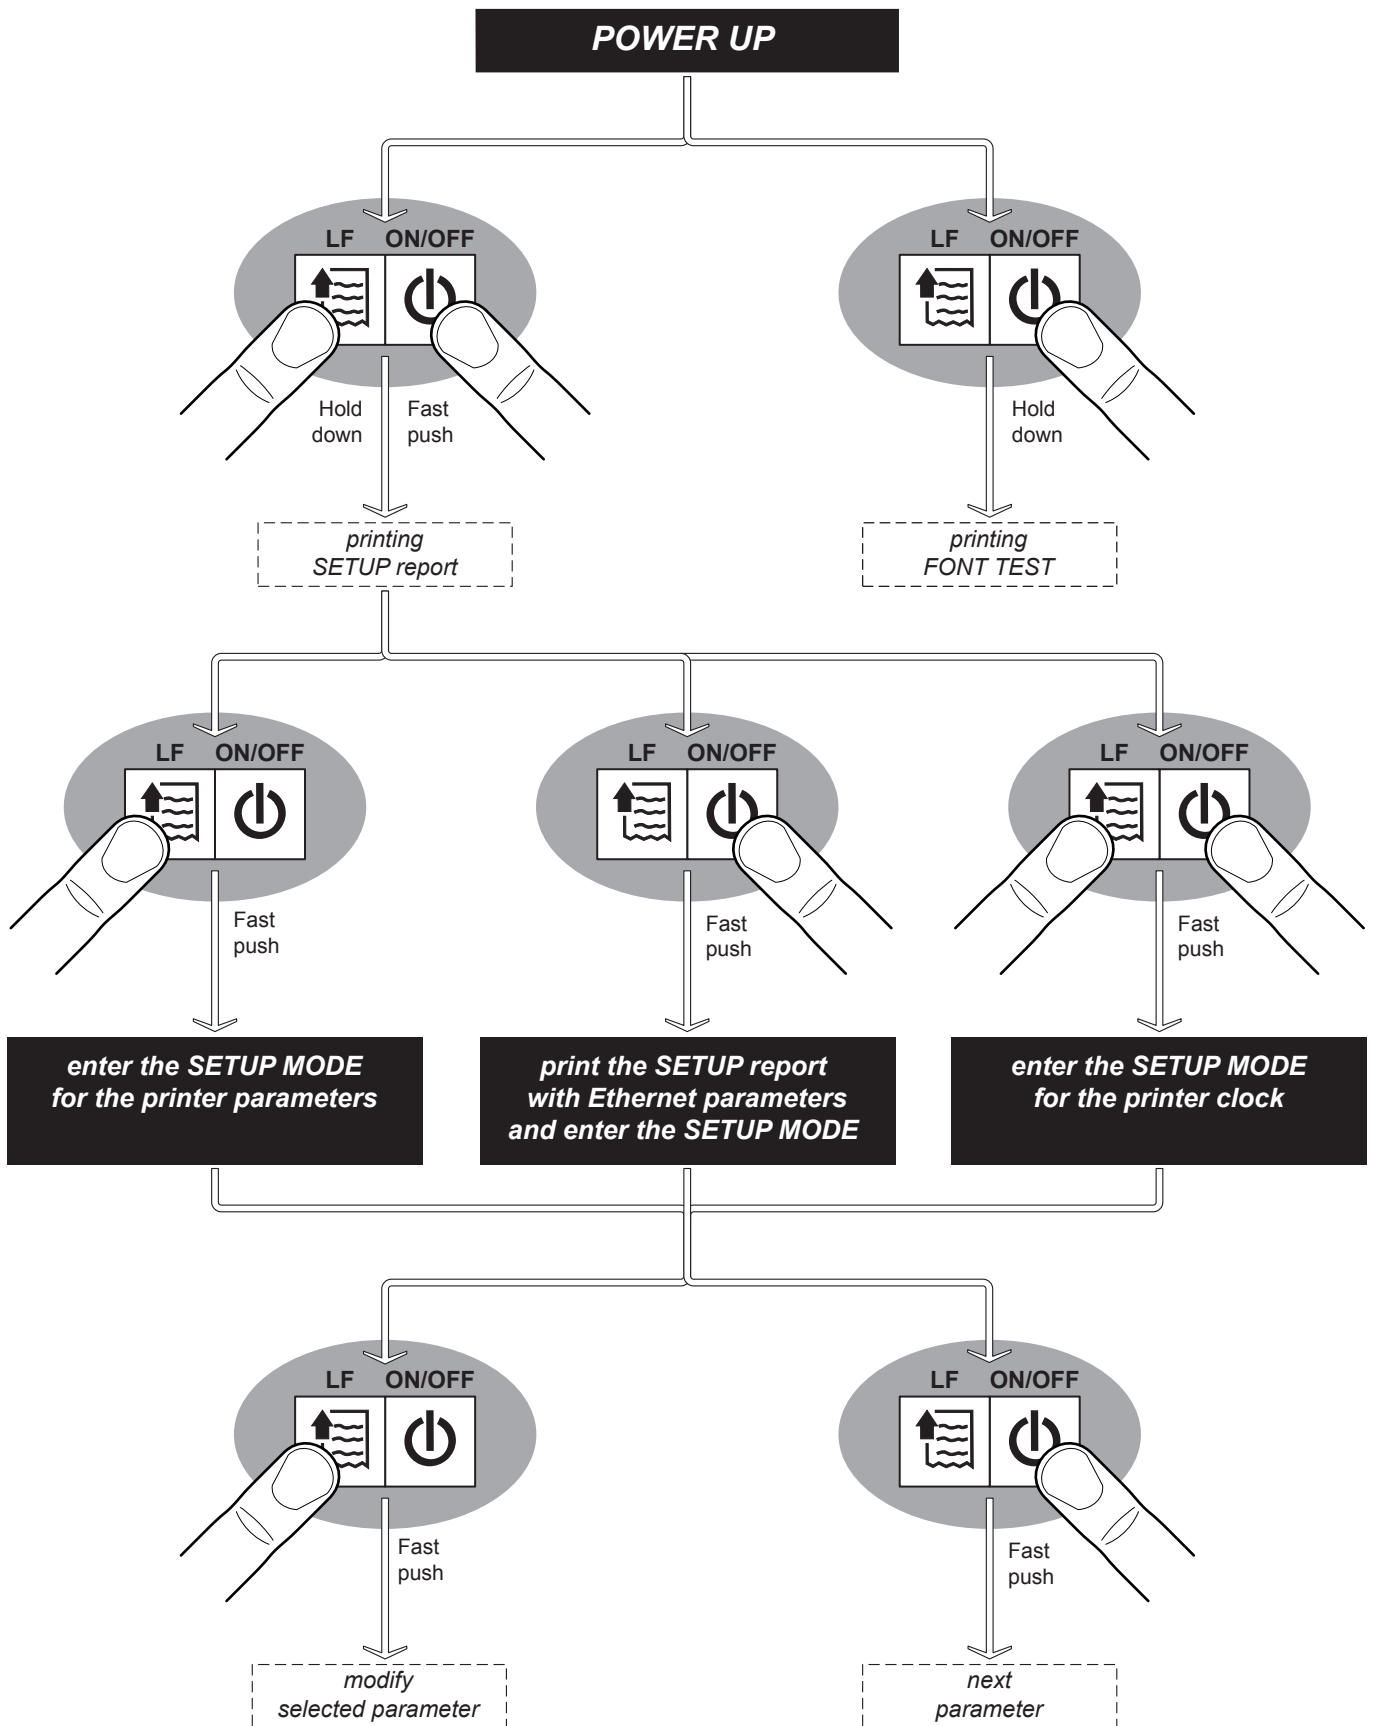 POWER UP
LF ON/OFF
LF ON/OFF
Hold
down
Fast
push
Hold
down
printing
SETUP report
printing
FONT TEST
LF ON/OFF
LF ON/OFF
LF ON/OFF
Fast
push
Fast
push
Fast
push
enter the SETUP MODE
for the printer parameters
print the SETUP report
with Ethernet parameters
and enter the SETUP MODE
enter the SETUP MODE
for the printer clock
LF ON/OFF
LF ON/OFF
Fast
push
Fast
push
modify
selected parameter
next
parameter